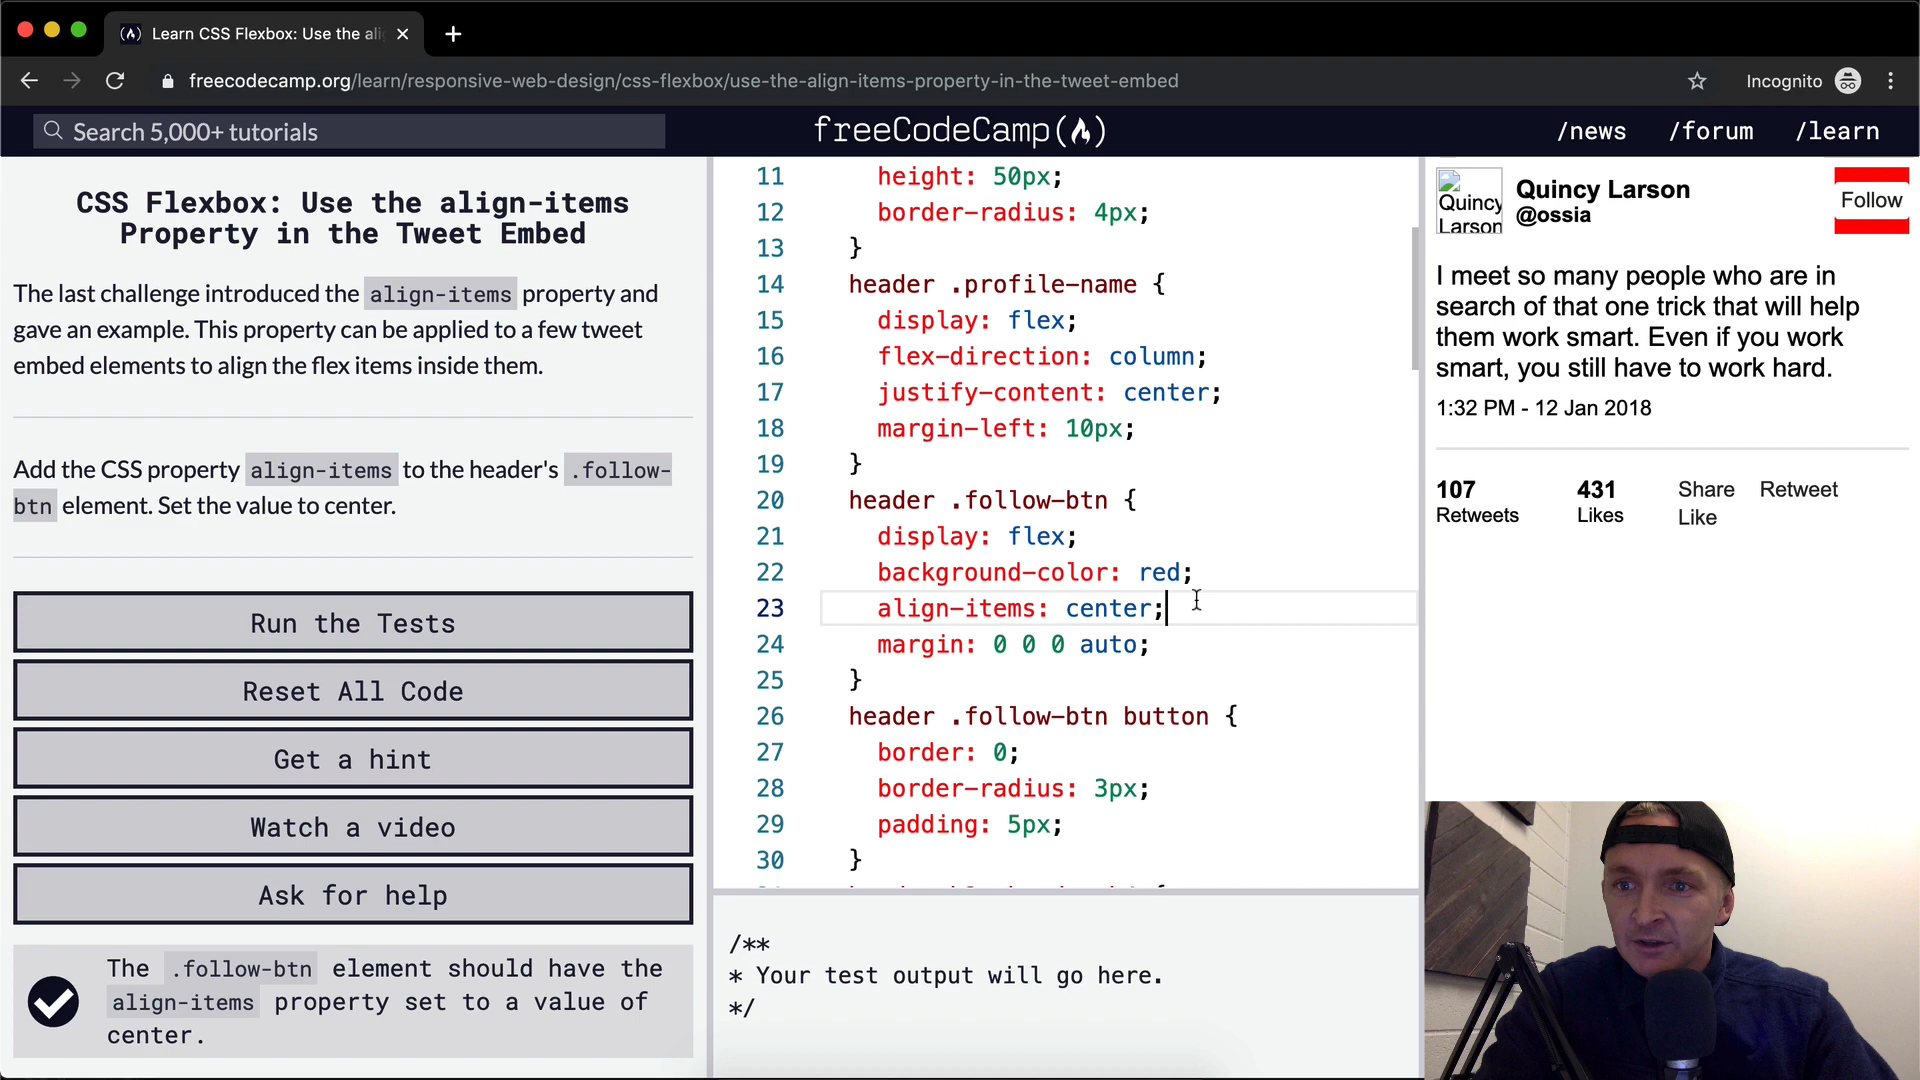 Learn CSS Flexbox: Use the ali
freecodecamp.org/learn/responsive-web-design/css-flexbox/use-the-align-items-property-in-the-tweet-embed
Incognito
Search 5,000+ tutorials
freeCodeCamp
/news
/forum
/learn
CSS Flexbox: Use the align-items
Property in the Tweet Embed
The last challenge introduced the align-items property and
gave an example. This property can be applied to a few tweet
embed elements to align the flex items inside them.
Add the CSS property align-items to the header's .follow-
btn element. Set the value to center.
Run the Tests
Reset All Code
Get a hint
Watch a video
Ask for help
The .follow-btn element should have the
align-items property set to a value of
center.
11 height: 50px;
12 border-radius: 4px;
13 }
14 header .profile-name {
15 display: flex;
16 flex-direction: column;
17 justify-content: center;
18 margin-left: 10px;
19 }
20 header .follow-btn {
21 display: flex;
22 background-color: red;
23 align-items: center;
24 margin: 0 0 0 auto;
25 }
26 header .follow-btn button {
27 border: 0;
28 border-radius: 3px;
29 padding: 5px;
30 }
/**
* Your test output will go here.
*/
Quincy
Larson
Quincy Larson
@ossia
Follow
I meet so many people who are in
search of that one trick that will help
them work smart. Even if you work
smart, you still have to work hard.
1:32 PM - 12 Jan 2018
107
Retweets
431
Likes
Share Retweet
Like